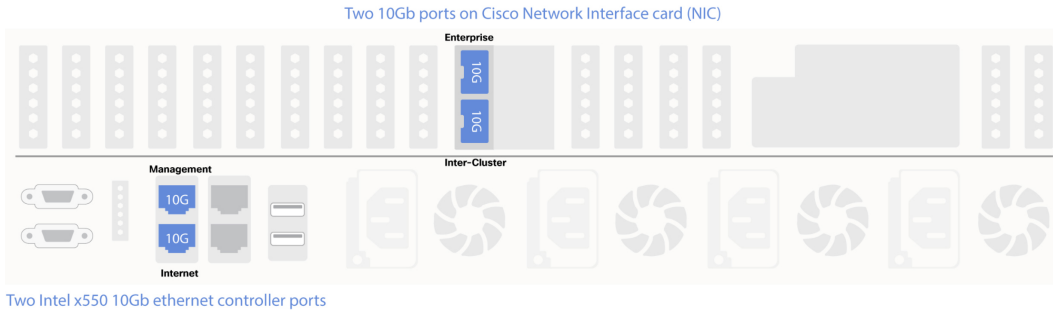 Two 10Gb ports on Cisco Network Interface card (NIC)
Enterprise
10G
10G
Inter-Cluster
Management
10G
10G
Internet
Two Intel x550 10Gb ethernet controller ports